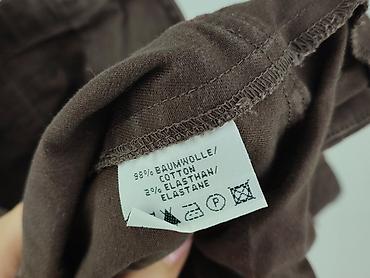 98% BAUMWOLLE/
COTTON
2% ELASTHAN/
ELASTANE
P